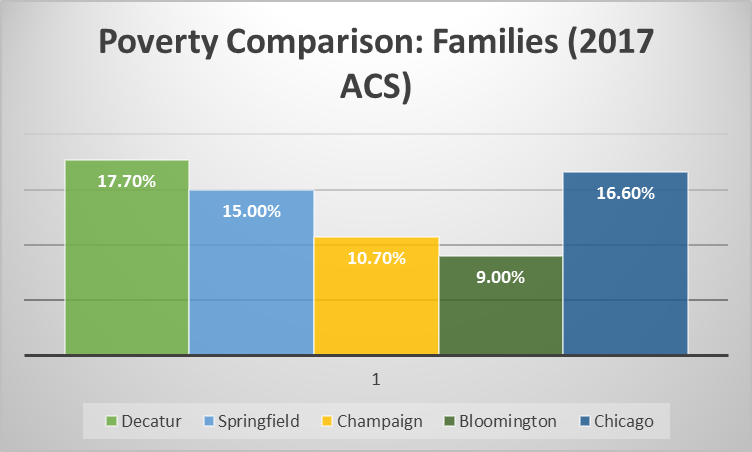 Poverty Comparison: Families (2017
ACS)
17.70%
15.00%
10.70%
9.00%
16.60%
1
Decatur Springfield Champaign Bloomington Chicago